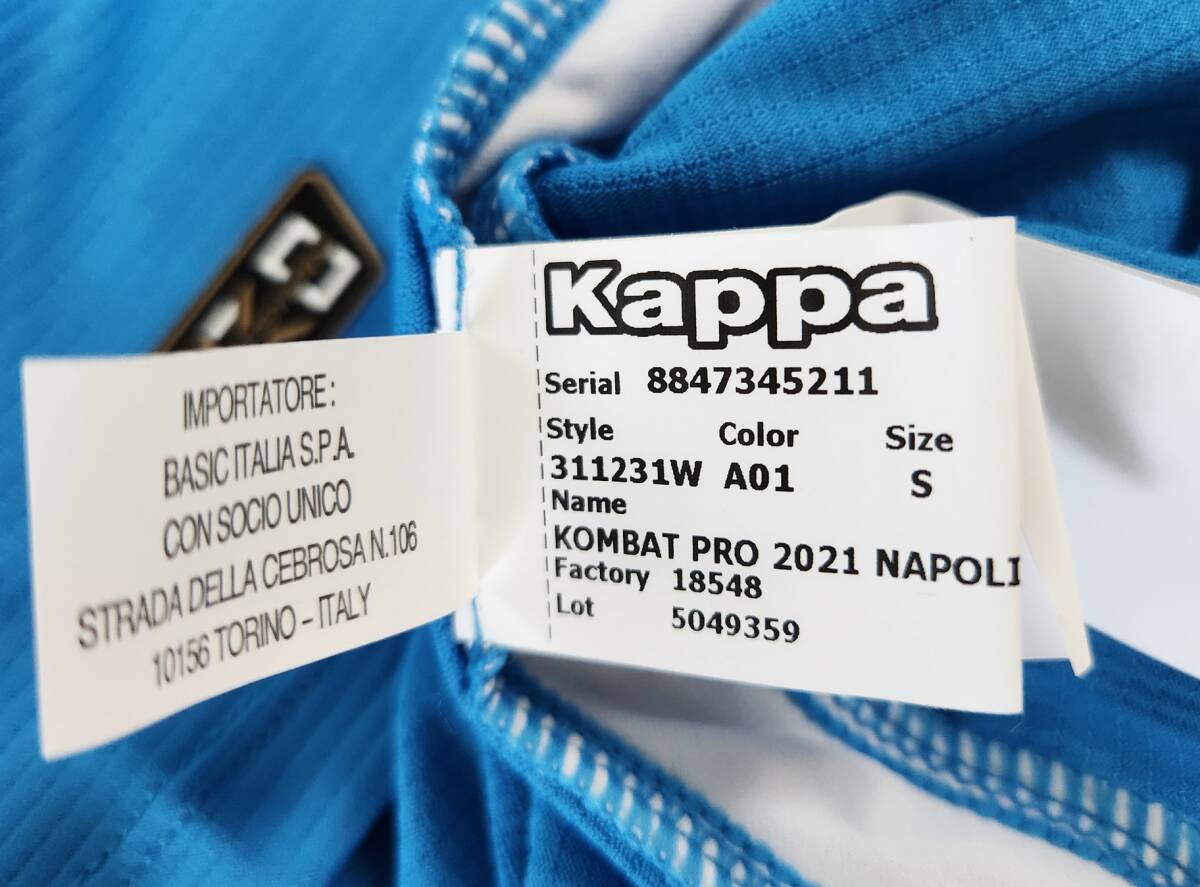 IMPORTATORE :
BASIC ITALIA S.P.A.
CON SOCIO UNICO
STRADA DELLA CEBROSA N.106
10156 TORINO – ITALY
Kappa
Serial 8847345211
Style Color Size
311231W A01 S
Name
KOMBAT PRO 2021 NAPOLI
Factory 18548
Lot 5049359